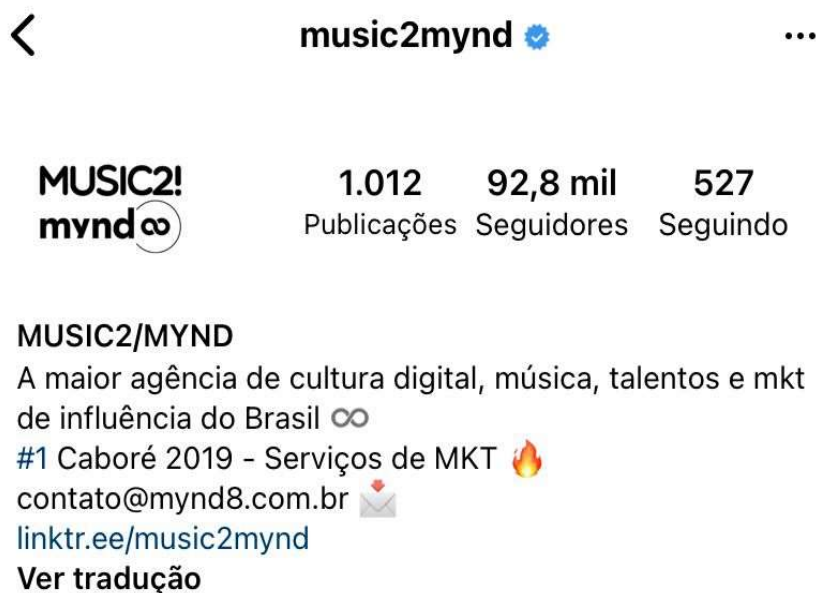 music2mynd
MUSIC2!
mynd
1.012 92,8 mil 527
Publicações Seguidores Seguindo
MUSIC2/MYND
A maior agência de cultura digital, música, talentos e mkt
de influência do Brasil ♾
#1 Caboré 2019 - Serviços de MKT 🔥
contato@mynd8.com.br 📩
linktr.ee/music2mynd
Ver tradução